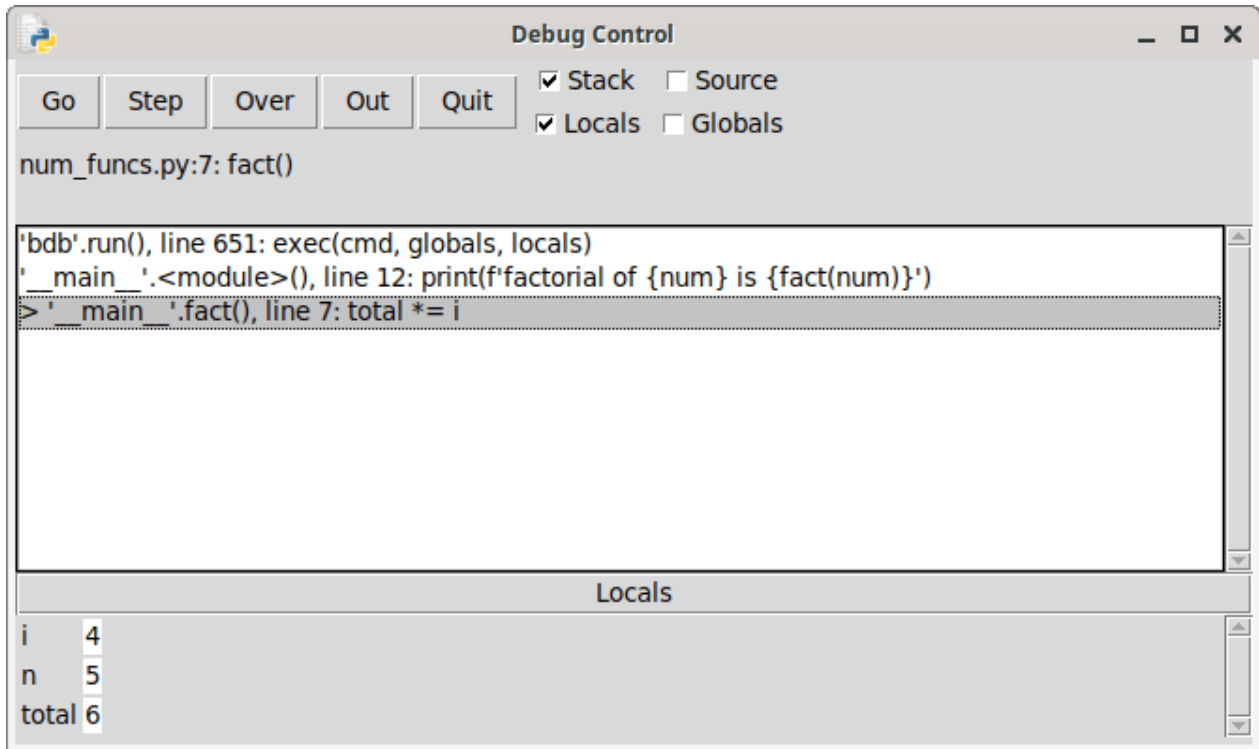 Debug Control
Go Step Over Out Quit Stack Source
Locals Globals
num_funcs.py:7: fact()
'bdb'.run(), line 651: exec(cmd, globals, locals)
'__main__'.<module>(), line 12: print(f'factorial of {num} is {fact(num)}')
> '__main__'.fact(), line 7: total *= i
Locals
i 4
n 5
total 6